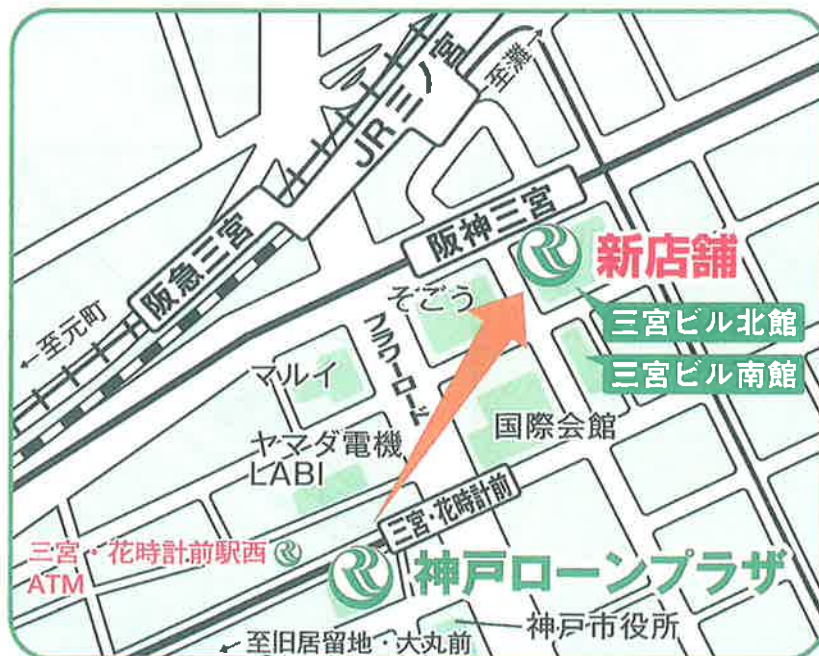 JR三ノ宮
至灘→
阪神三宮
阪急三宮
新店舗
そごう
三宮ビル北館
←至元町
フラワーロード
三宮ビル南館
マルイ
国際会館
ヤマダ電機
LABI
三宮・花時計前
三宮・花時計前駅西
ATM
神戸ローンプラザ
神戸市役所
←至旧居留地・大丸前